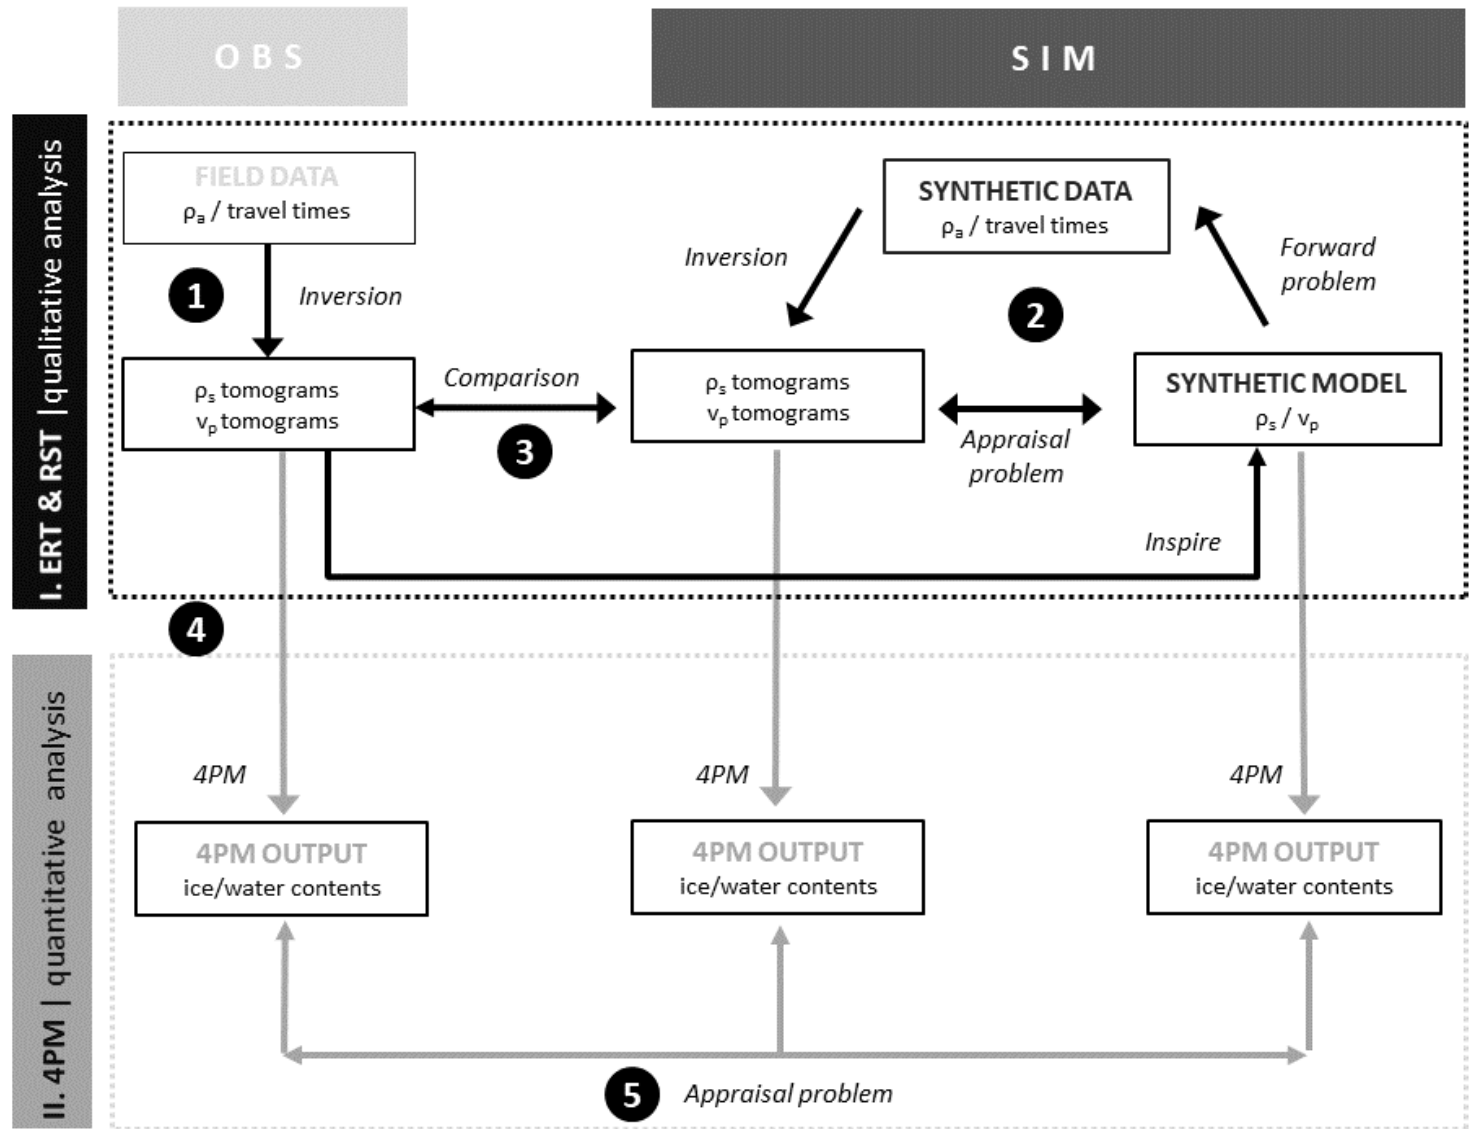 OBS
SIM
I. ERT & RST | qualitative analysis
FIELD DATA
ρa / travel times
SYNTHETIC DATA
ρa / travel times
Inversion
Forward
problem
1
Inversion
2
ρs tomograms
vp tomograms
Comparison
3
ρs tomograms
vp tomograms
Appraisal
problem
SYNTHETIC MODEL
ρs / vp
Inspire
4
II. 4PM | quantitative analysis
4PM
4PM
4PM
4PM OUTPUT
ice/water contents
4PM OUTPUT
ice/water contents
4PM OUTPUT
ice/water contents
5
Appraisal problem